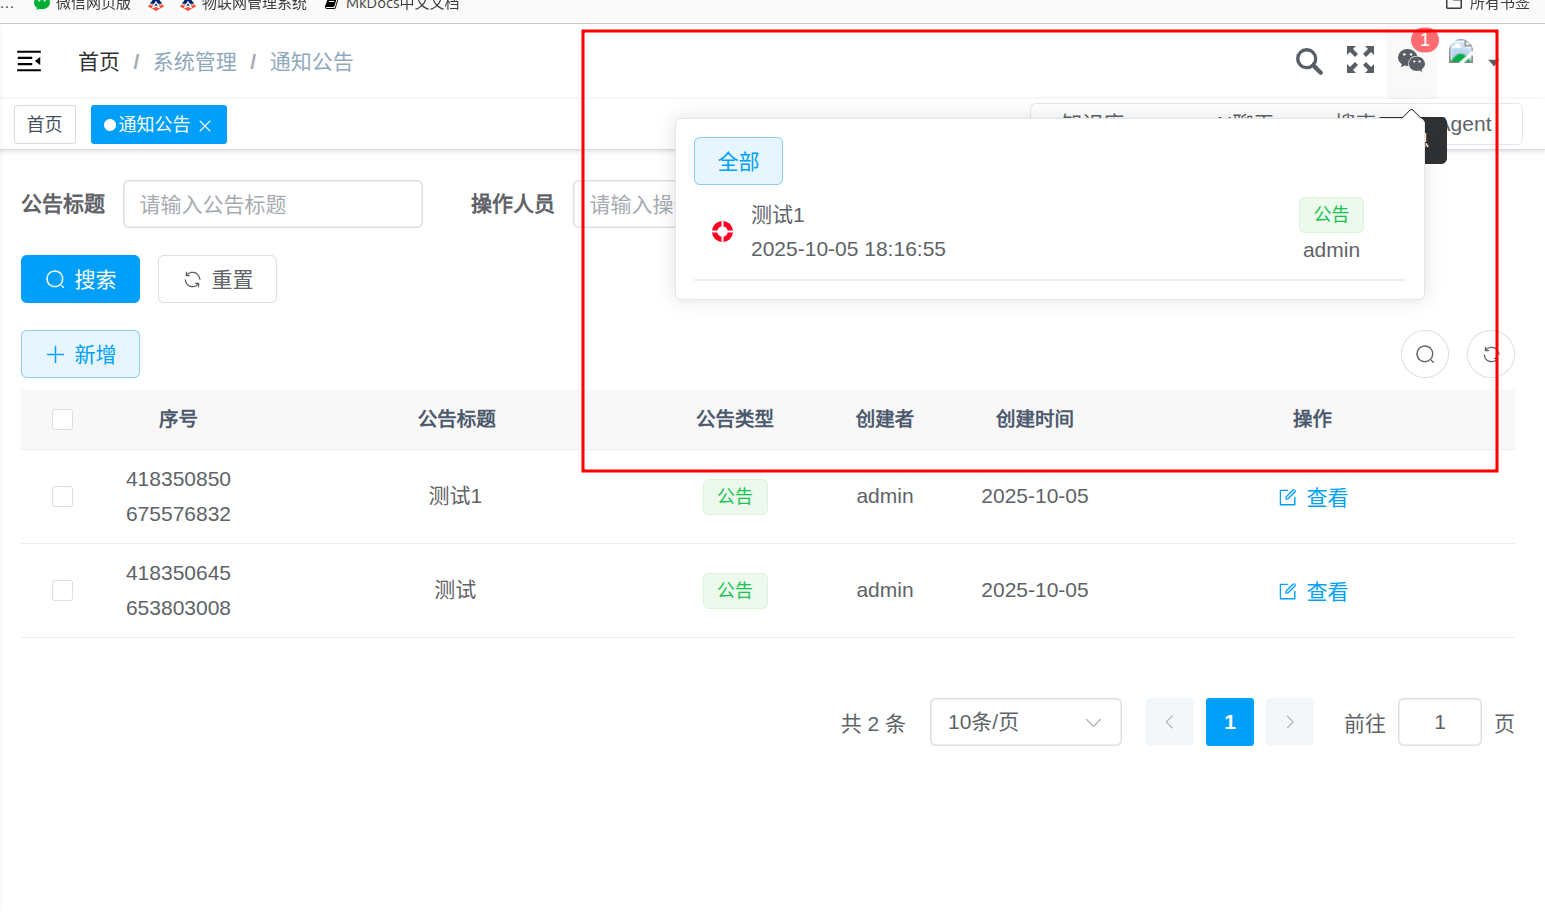 微信网页版
物联网管理系统
MkDocs中文文档
所有书签
首页 / 系统管理 / 通知公告
1
首页
通知公告
Agent
公告标题
请输入公告标题
操作人员
请输入操
全部
测试1
公告
2025-10-05 18:16:55
admin
搜索
重置
新增
序号
公告标题
公告类型
创建者
创建时间
操作
418350850
675576832
测试1
公告
admin
2025-10-05
查看
418350645
653803008
测试
公告
admin
2025-10-05
查看
共 2 条
10条/页
1
前往
1
页